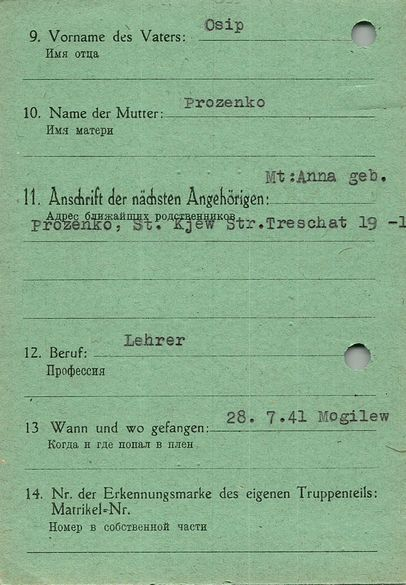 9. Vorname des Vaters: Osip
Имя отца
10. Name der Mutter: Prozenko
Имя матери
Mt:Anna geb.
11. Anschrift der nächsten Angehörigen:
Адрес ближайших родственников
Prozenko, St. Kjew Str.Treschat 19 -1
12. Beruf: Lehrer
Профессия
13 Wann und wo gefangen: 28. 7.41 Mogilew
Когда и где попал в плен
14. Nr. der Erkennungsmarke des eigenen Truppenteils:
Matrikel-Nr.
Номер в собственной части